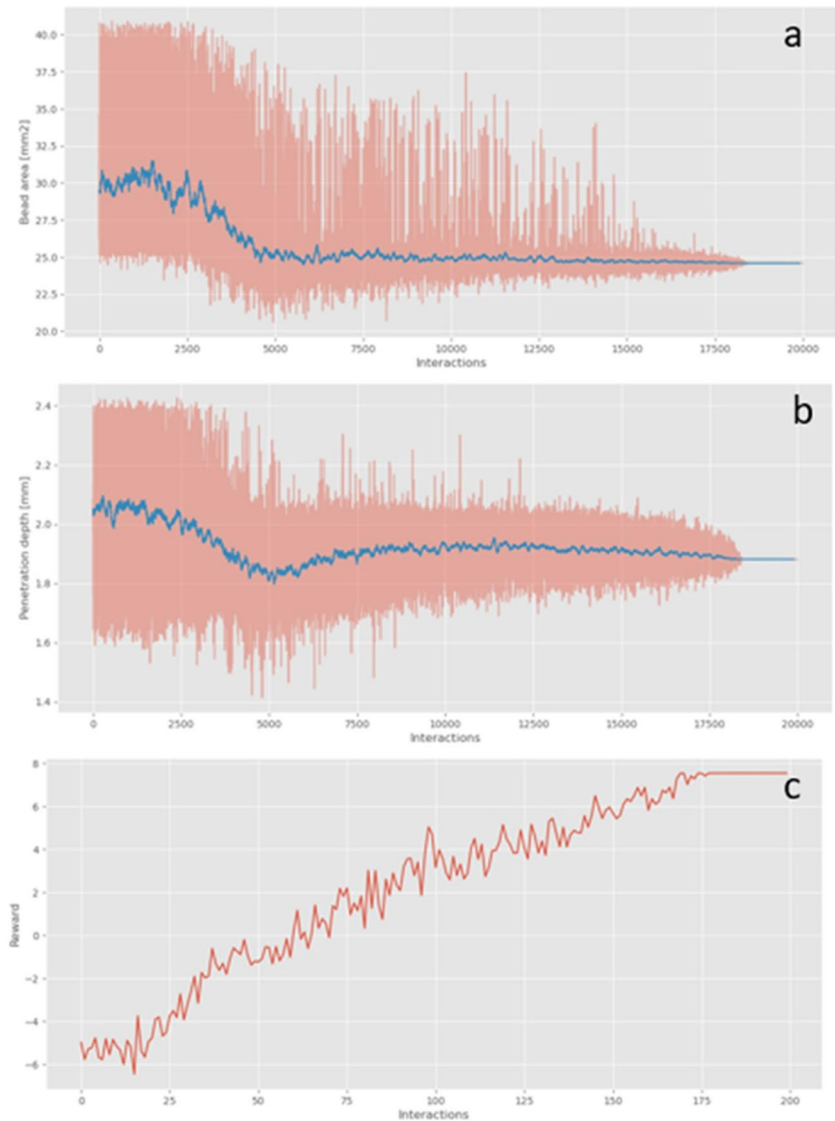 a
Bead area [mm2]
40.0
37.5
35.0
32.5
30.0
27.5
25.0
22.5
20.0
0 2500 5000 7500 10000 12500 15000 17500 20000
Interactions
b
Penetration depth [mm]
2.4
2.2
2.0
1.8
1.6
1.4
0 2500 5000 7500 10000 12500 15000 17500 20000
Interactions
c
Reward
8
6
4
2
0
−2
−4
−6
0 25 50 75 100 125 150 175 200
Interactions